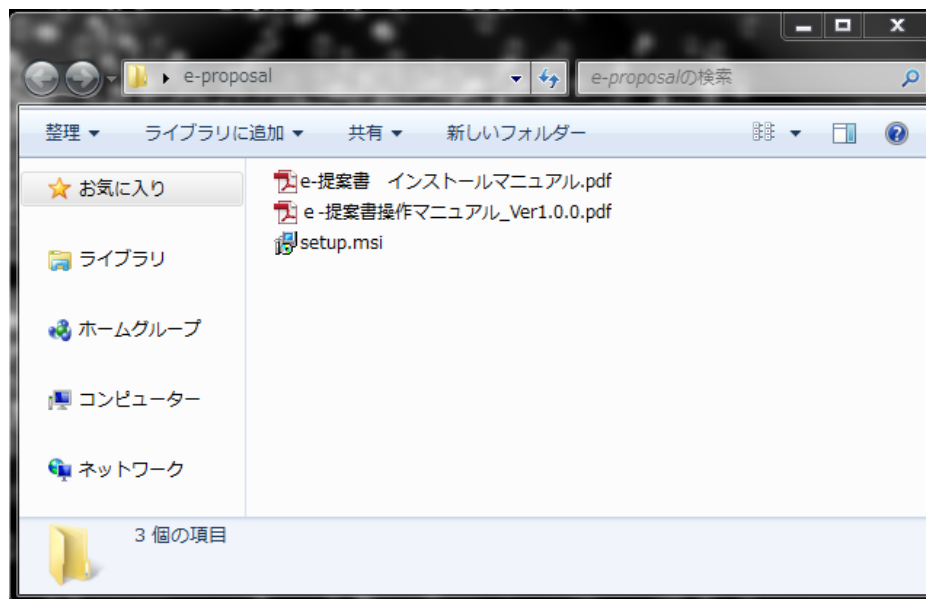 e-proposal
e-proposalの検索
整理 ライブラリに追加 共有 新しいフォルダー
お気に入り
ライブラリ
ホームグループ
コンピューター
ネットワーク
e-提案書　インストールマニュアル.pdf
e -提案書操作マニュアル_Ver1.0.0.pdf
setup.msi
3 個の項目